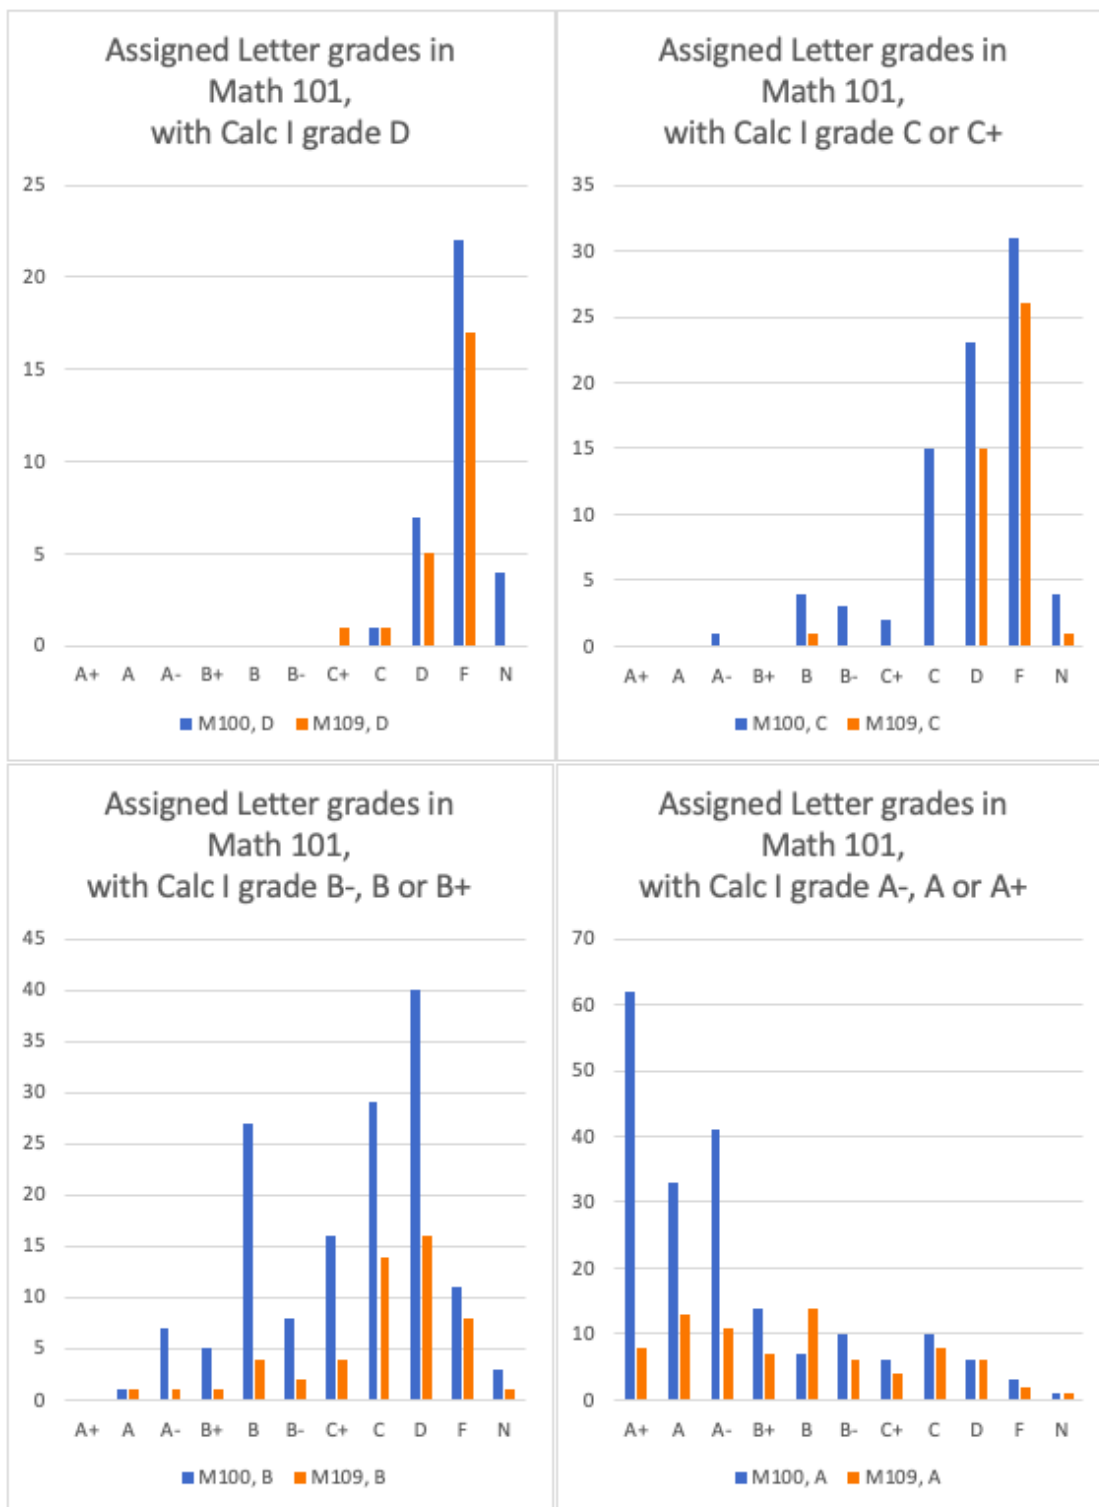 Assigned Letter grades in
Math 101,
with Calc I grade D
25
20
15
10
5
0
A+ A A- B+ B B- C+ C D F N
M100, D M109, D
Assigned Letter grades in
Math 101,
with Calc I grade C or C+
35
30
25
20
15
10
5
0
A+ A A- B+ B B- C+ C D F N
M100, C M109, C
Assigned Letter grades in
Math 101,
with Calc I grade B-, B or B+
45
40
35
30
25
20
15
10
5
0
A+ A A- B+ B B- C+ C D F N
M100, B M109, B
Assigned Letter grades in
Math 101,
with Calc I grade A-, A or A+
70
60
50
40
30
20
10
0
A+ A A- B+ B B- C+ C D F N
M100, A M109, A